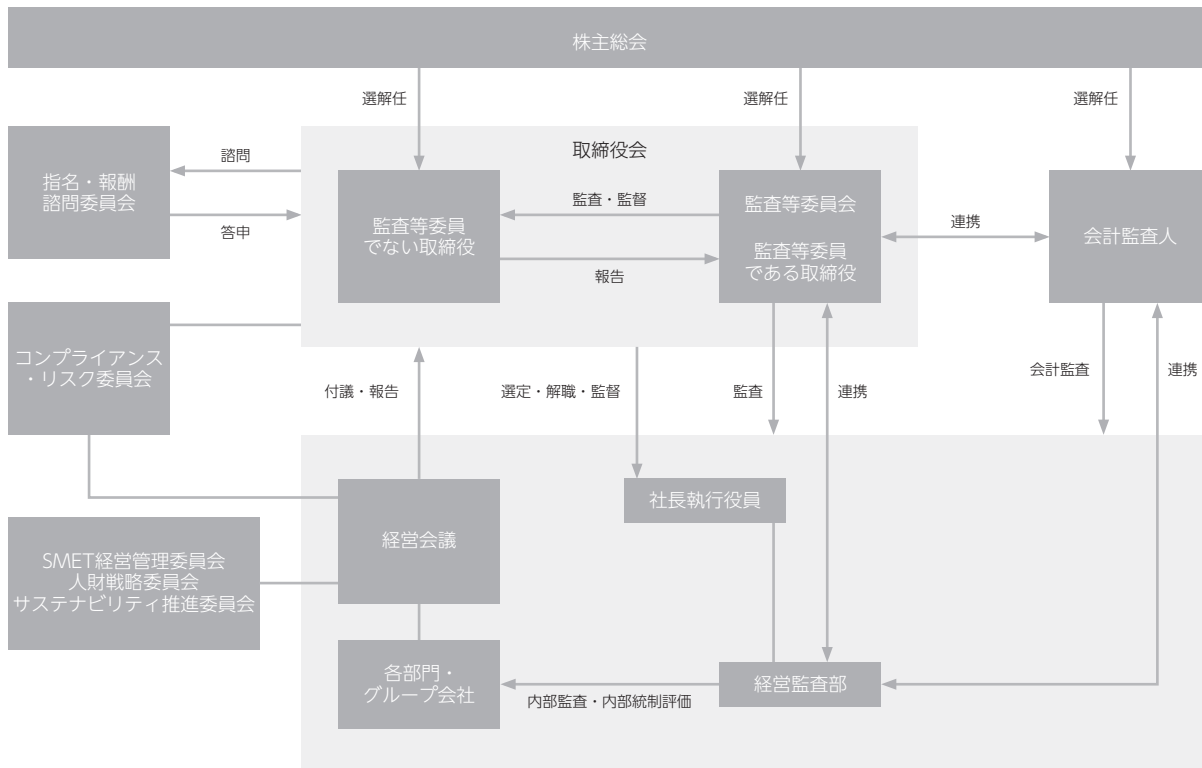 株主総会
選解任
選解任
選解任
取締役会
指名・報酬
諮問委員会
諮問
答申
監査等委員
でない取締役
監査・監督
報告
監査等委員会
監査等委員
である取締役
連携
会計監査人
コンプライアンス
・リスク委員会
付議・報告
選定・解職・監督
監査
連携
会計監査
連携
経営会議
社長執行役員
SMET経営管理委員会
人財戦略委員会
サステナビリティ推進委員会
各部門・
グループ会社
内部監査・内部統制評価
経営監査部